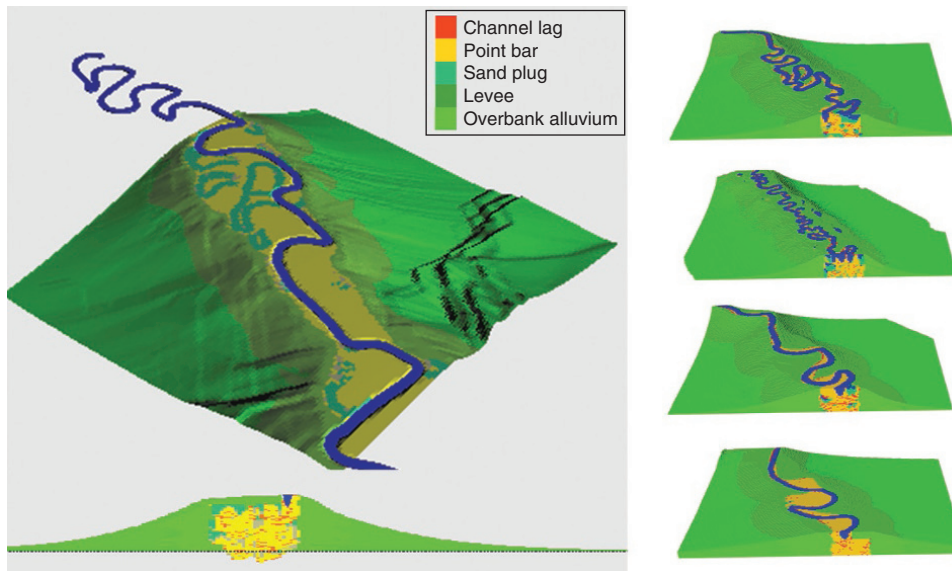 Channel lag
Point bar
Sand plug
Levee
Overbank alluvium